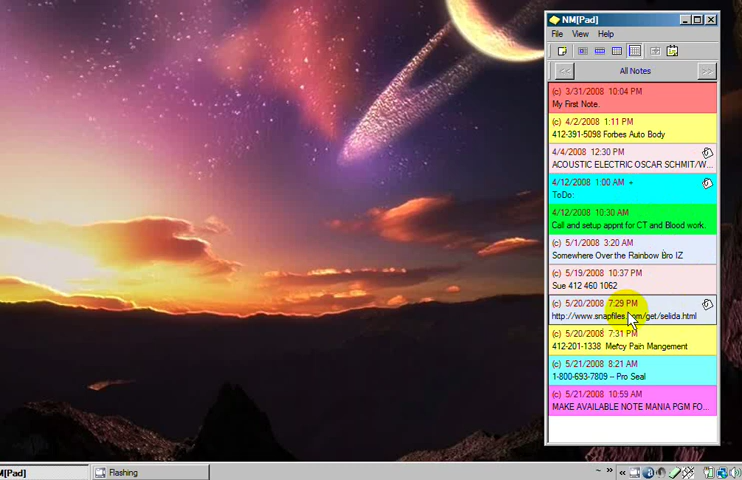 NM[Pad]
File View Help
<< All Notes >>
(c) 3/31/2008 10:04 PM
My First Note.
(c) 4/2/2008 1:11 PM
412-391-5098 Forbes Auto Body
4/4/2008 12:30 PM
ACOUSTIC ELECTRIC OSCAR SCHMIT/W...
4/12/2008 1:00 AM +
ToDo:
4/12/2008 10:30 AM
Call and setup appnt for CT and Blood work.
(c) 5/1/2008 3:20 AM
Somewhere Over the Rainbow Bro IZ
(c) 5/19/2008 10:37 PM
Sue 412 460 1062
(c) 5/20/2008 7:29 PM
http://www.snapfiles.com/get/selida.html
(c) 5/20/2008 7:31 PM
412-201-1338 Mercy Pain Mangement
(c) 5/21/2008 8:21 AM
1-800-693-7809 -- Pro Seal
(c) 5/21/2008 10:59 AM
MAKE AVAILABLE NOTE MANIA PGM FO...
M[Pad] Flashing ~ » «